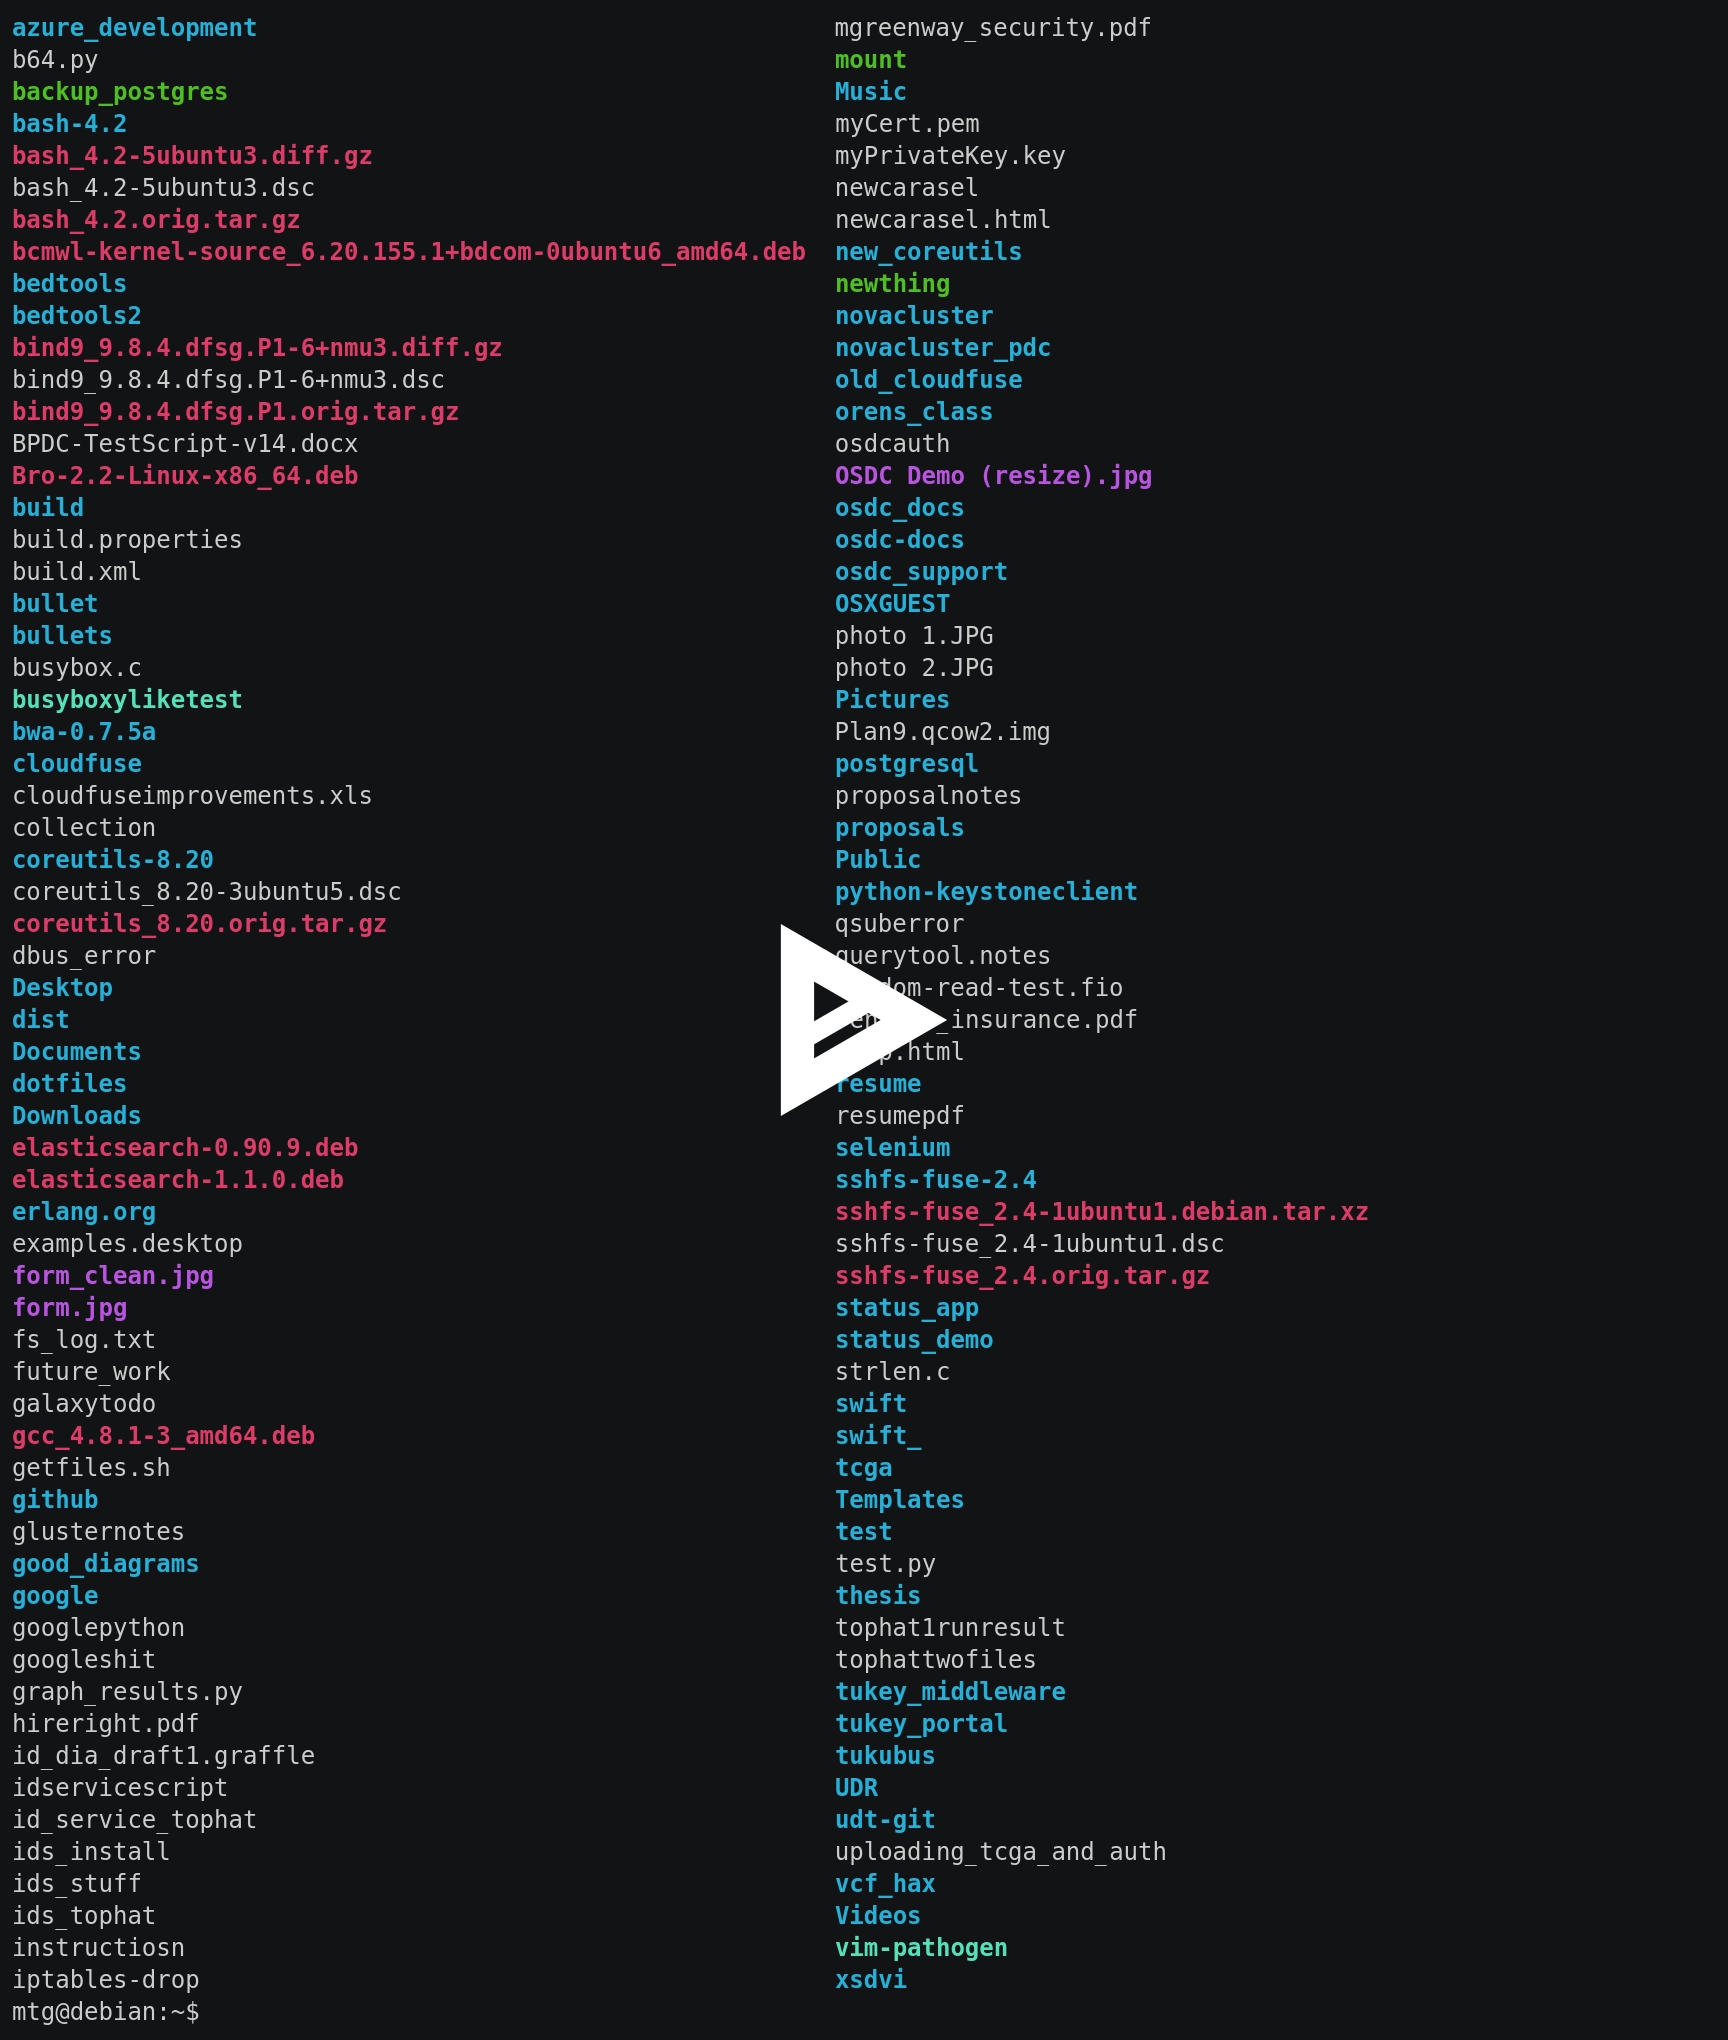 azure_development mgreenway_security.pdf
b64.py mount
backup_postgres Music
bash-4.2 myCert.pem
bash_4.2-5ubuntu3.diff.gz myPrivateKey.key
bash_4.2-5ubuntu3.dsc newcarasel
bash_4.2.orig.tar.gz newcarasel.html
bcmwl-kernel-source_6.20.155.1+bdcom-0ubuntu6_amd64.deb new_coreutils
bedtools newthing
bedtools2 novacluster
bind9_9.8.4.dfsg.P1-6+nmu3.diff.gz novacluster_pdc
bind9_9.8.4.dfsg.P1-6+nmu3.dsc old_cloudfuse
bind9_9.8.4.dfsg.P1.orig.tar.gz orens_class
BPDC-TestScript-v14.docx osdcauth
Bro-2.2-Linux-x86_64.deb OSDC Demo (resize).jpg
build osdc_docs
build.properties osdc-docs
build.xml osdc_support
bullet OSXGUEST
bullets photo 1.JPG
busybox.c photo 2.JPG
busyboxyliketest Pictures
bwa-0.7.5a Plan9.qcow2.img
cloudfuse postgresql
cloudfuseimprovements.xls proposalnotes
collection proposals
coreutils-8.20 Public
coreutils_8.20-3ubuntu5.dsc python-keystoneclient
coreutils_8.20.orig.tar.gz qsuberror
dbus_error querytool.notes
Desktop
dist
Documents
dotfiles resume
Downloads resumepdf
elasticsearch-0.90.9.deb selenium
elasticsearch-1.1.0.deb sshfs-fuse-2.4
erlang.org sshfs-fuse_2.4-1ubuntu1.debian.tar.xz
examples.desktop sshfs-fuse_2.4-1ubuntu1.dsc
form_clean.jpg sshfs-fuse_2.4.orig.tar.gz
form.jpg status_app
fs_log.txt status_demo
future_work strlen.c
galaxytodo swift
gcc_4.8.1-3_amd64.deb swift_
getfiles.sh tcga
github Templates
glusternotes test
good_diagrams test.py
google thesis
googlepython tophat1runresult
googleshit tophattwofiles
graph_results.py tukey_middleware
hireright.pdf tukey_portal
id_dia_draft1.graffle tukubus
idservicescript UDR
id_service_tophat udt-git
ids_install uploading_tcga_and_auth
ids_stuff vcf_hax
ids_tophat Videos
instructiosn vim-pathogen
iptables-drop xsdvi
mtg@debian:~$